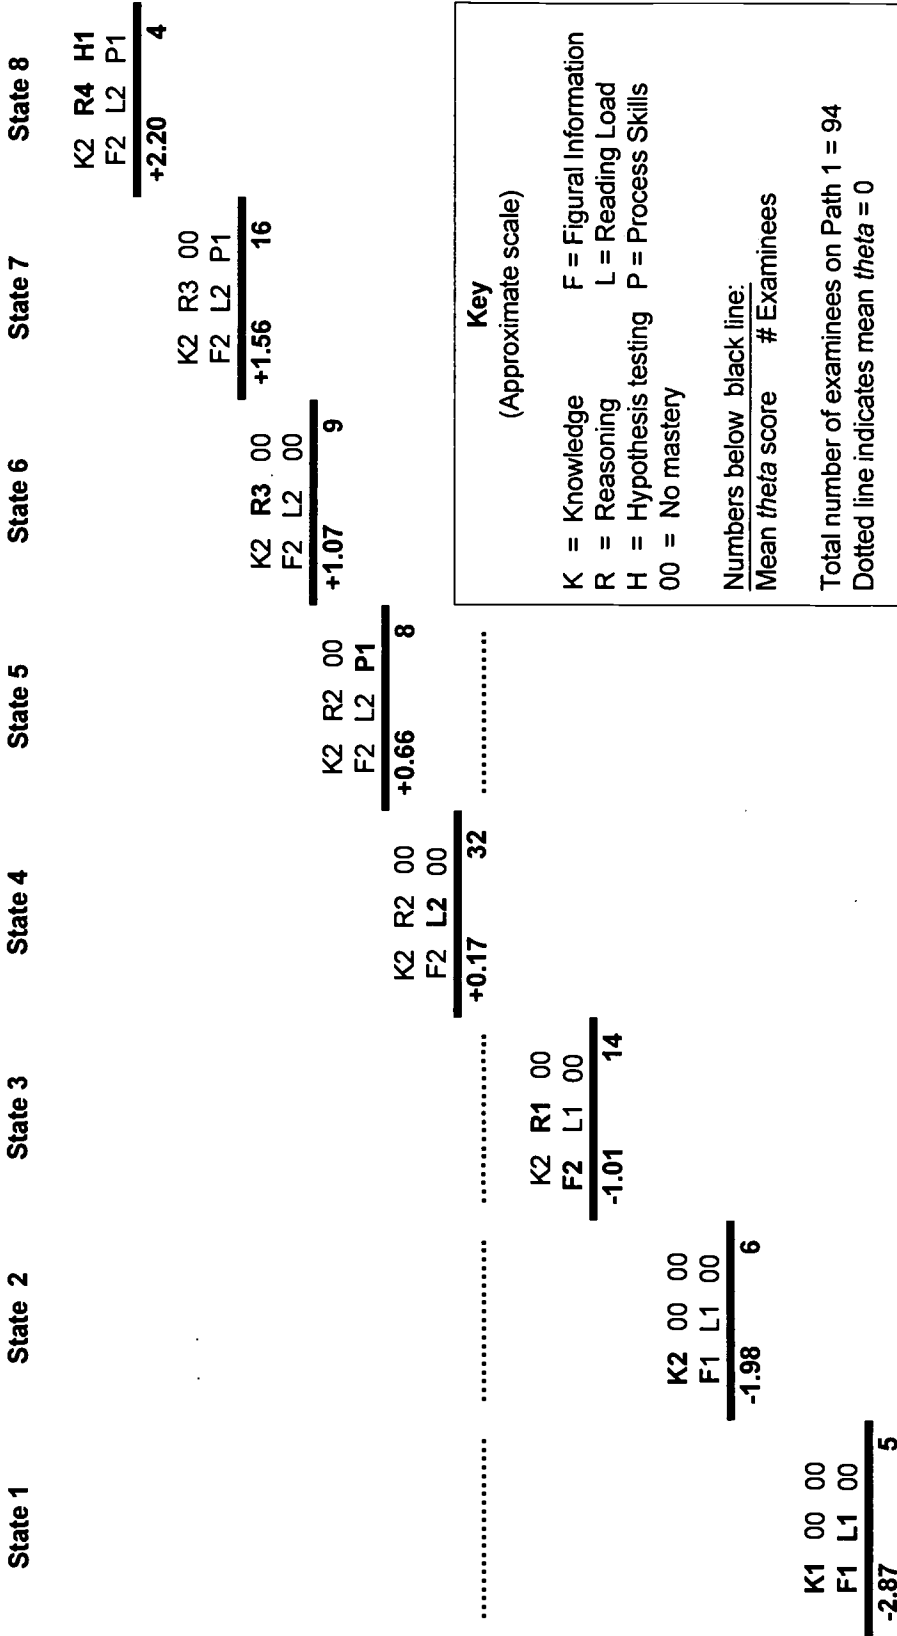 State 1
State 2
State 3
State 4
State 5
State 6
State 7
State 8
K2 R4 H1
F2 L2 P1
+2.20 4
K2 R3 00
F2 L2 P1
+1.56 16
K2 R3 00
F2 L2 00
+1.07 9
K2 R2 00
F2 L2 P1
+0.66 8
K2 R2 00
F2 L2 00
+0.17 32
K2 R1 00
F2 L1 00
-1.01 14
K2 00 00
F1 L1 00
-1.98 6
K1 00 00
F1 L1 00
-2.87 5
Key
(Approximate scale)
K = Knowledge F = Figural Information
R = Reasoning L = Reading Load
H = Hypothesis testing P = Process Skills
00 = No mastery
Numbers below black line:
Mean theta score # Examinees
Total number of examinees on Path 1 = 94
Dotted line indicates mean theta = 0